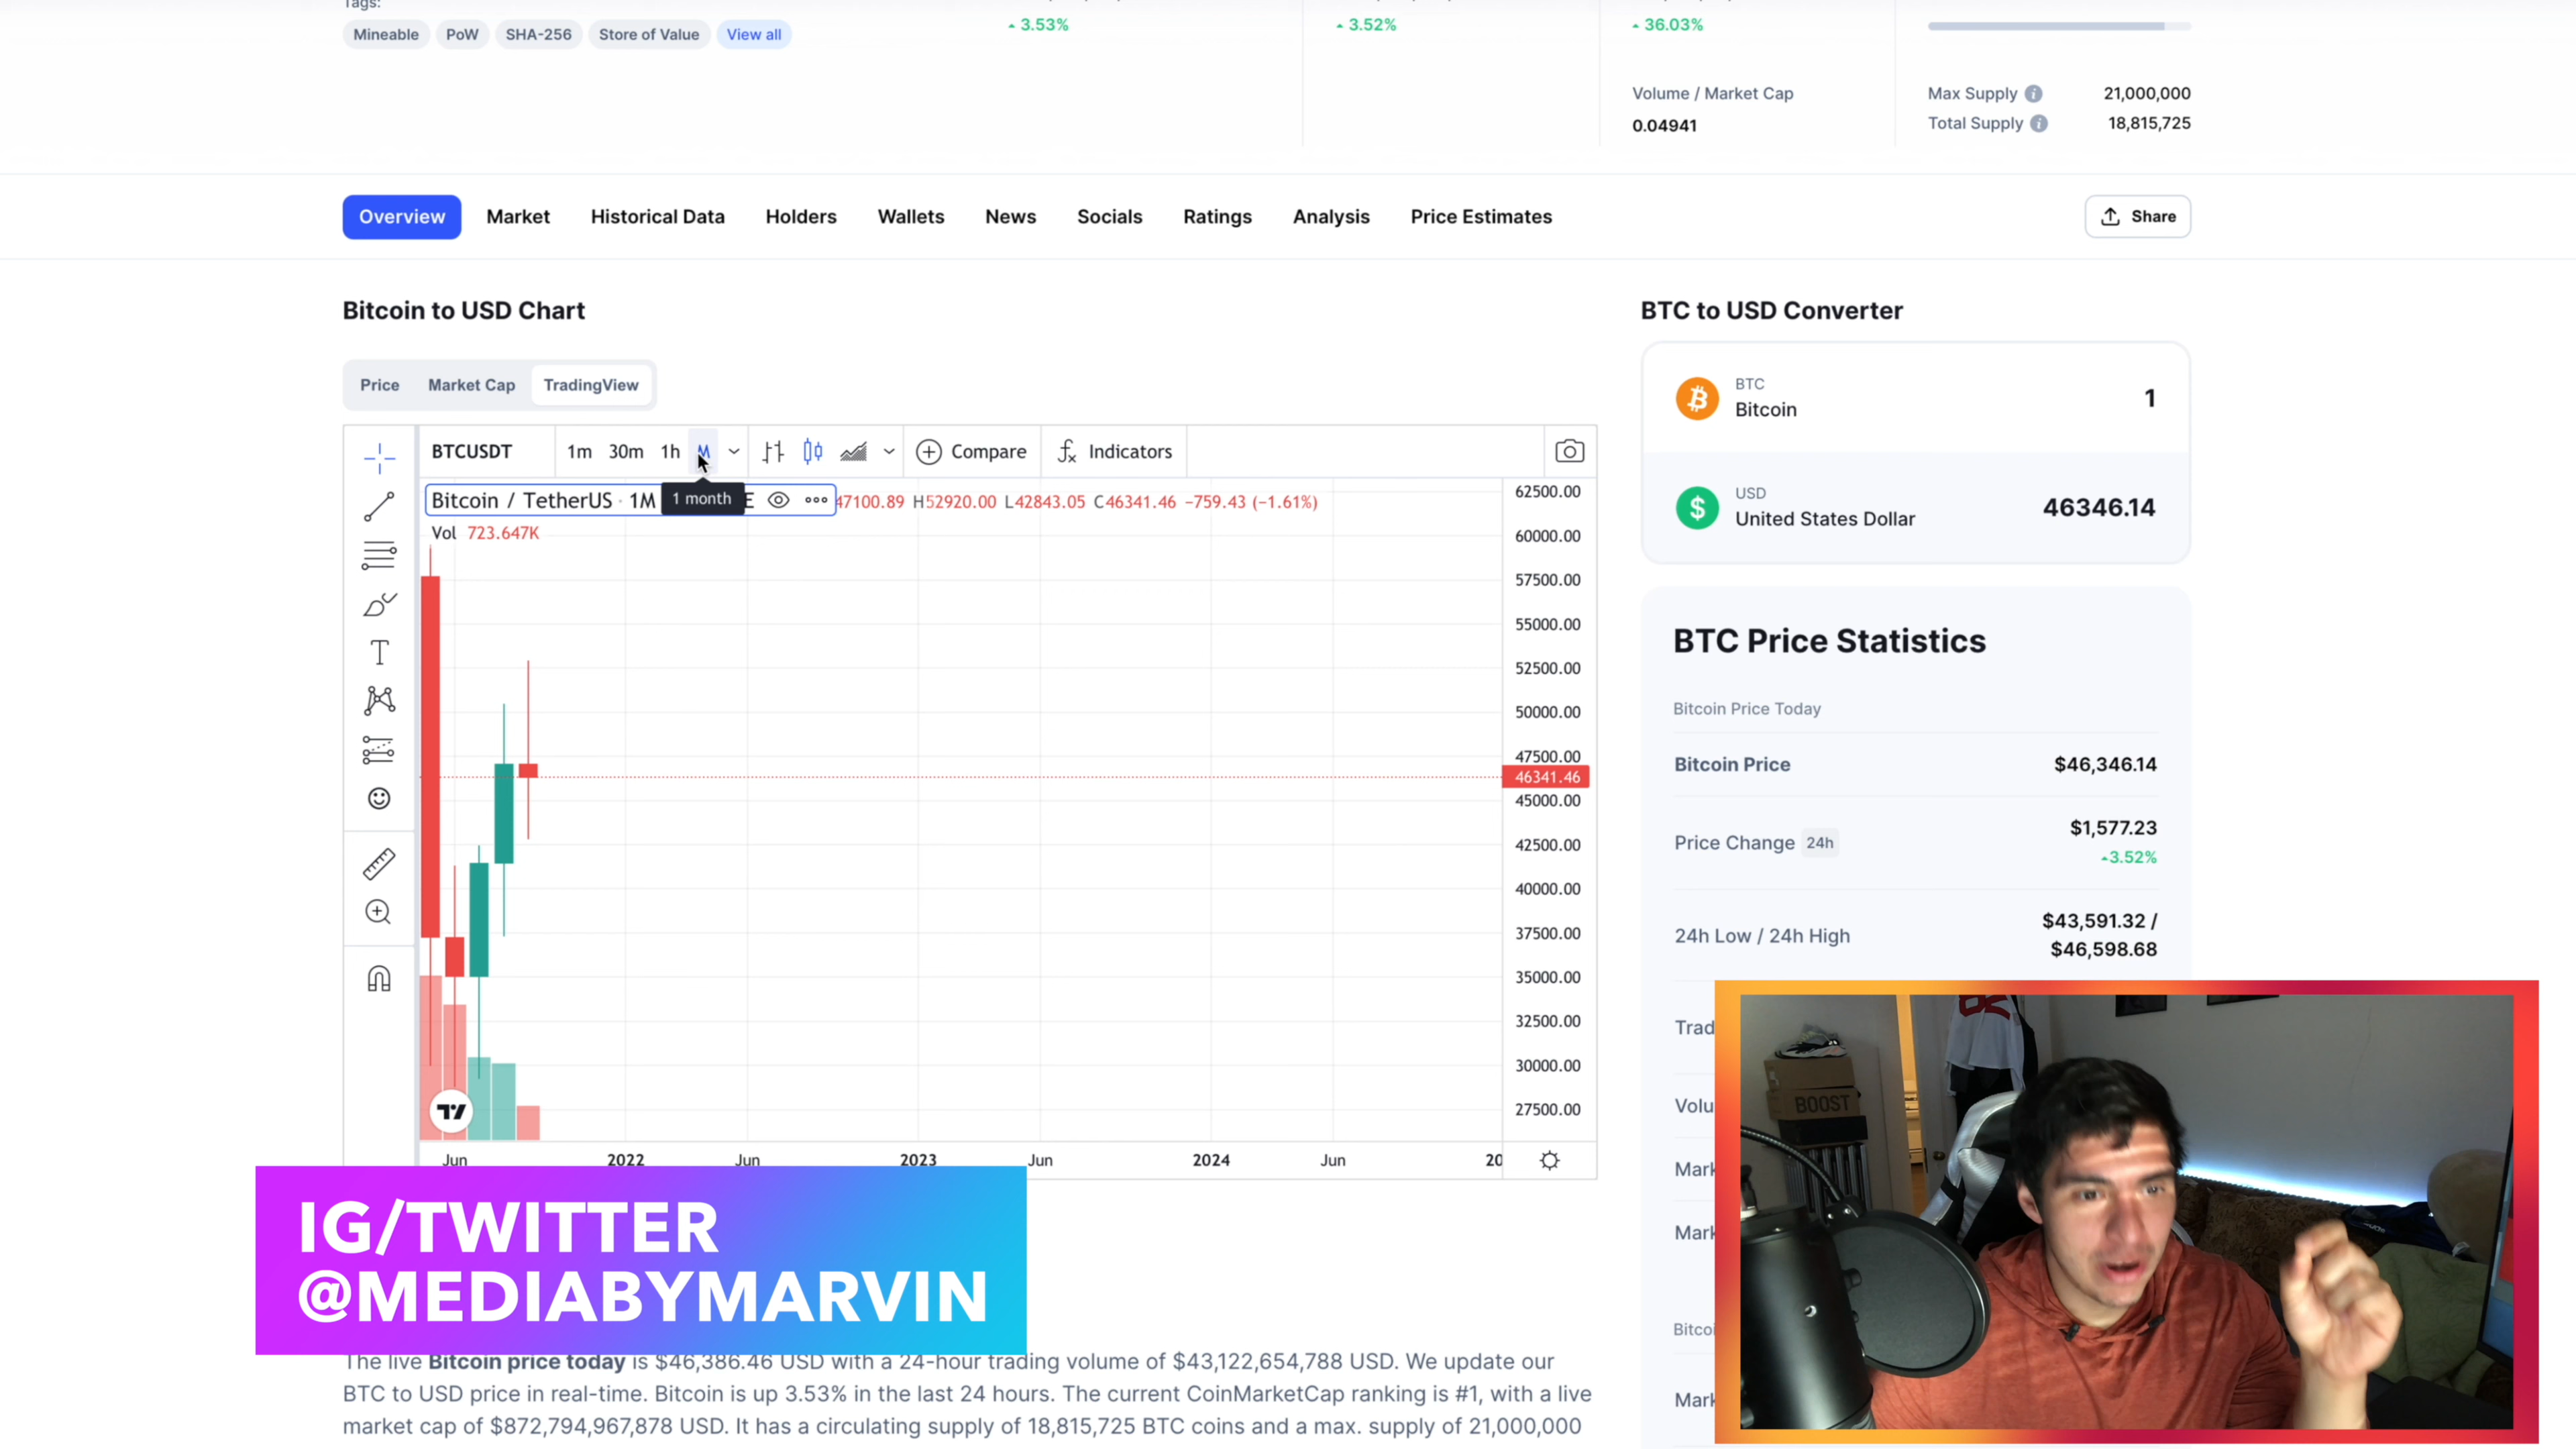 Tags:
Mineable PoW SHA-256 Store of Value View all
3.53%
3.52%
36.03%
Volume / Market Cap
0.04941
Max Supply 21,000,000
Total Supply 18,815,725
Overview Market Historical Data Holders Wallets News Socials Ratings Analysis Price Estimates Share
Bitcoin to USD Chart
Price Market Cap TradingView
BTCUSDT 1m 30m 1h M Compare Indicators
Bitcoin / TetherUS · 1M E 47100.89 H52920.00 L42843.05 C46341.46 −759.43 (−1.61%)
1 month
Vol 723.647K
62500.00
60000.00
57500.00
55000.00
52500.00
50000.00
47500.00
46341.46
45000.00
42500.00
40000.00
37500.00
35000.00
32500.00
30000.00
27500.00
Jun 2022 Jun 2023 Jun 2024 Jun 20
BTC to USD Converter
BTC
Bitcoin
1
USD
United States Dollar
46346.14
BTC Price Statistics
Bitcoin Price Today
Bitcoin Price $46,346.14
Price Change 24h $1,577.23
3.52%
24h Low / 24h High $43,591.32 /
$46,598.68
Trad
Volu
Mark
Mark
Bitcoi
Mark
BOOST
IG/TWITTER
@MEDIABYMARVIN
The live Bitcoin price today is $46,386.46 USD with a 24-hour trading volume of $43,122,654,788 USD. We update our
BTC to USD price in real-time. Bitcoin is up 3.53% in the last 24 hours. The current CoinMarketCap ranking is #1, with a live
market cap of $872,794,967,878 USD. It has a circulating supply of 18,815,725 BTC coins and a max. supply of 21,000,000